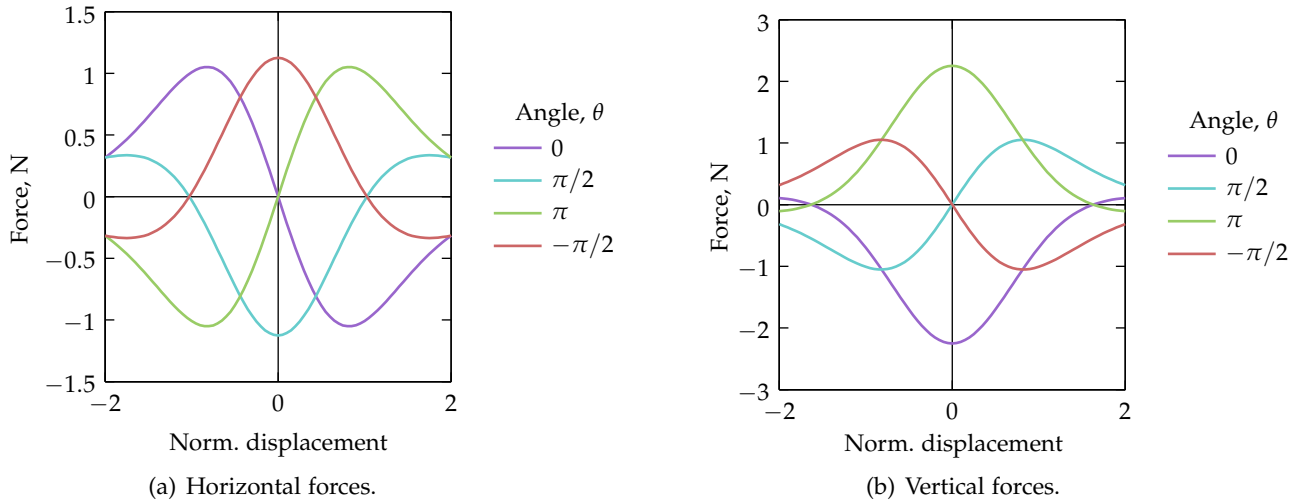 1.5
1
0.5
0
−0.5
−1
−1.5
−2
0
2
Force, N
Norm. displacement
Angle, θ
0
π/2
π
−π/2
(a) Horizontal forces.
3
2
1
0
−1
−2
−3
−2
0
2
Force, N
Norm. displacement
Angle, θ
0
π/2
π
−π/2
(b) Vertical forces.